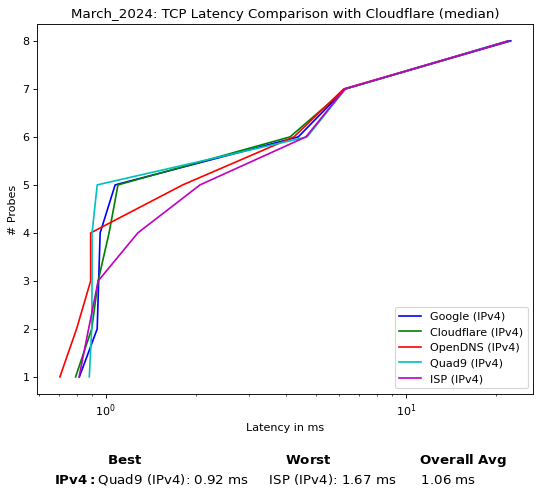 March_2024: TCP Latency Comparison with Cloudflare (median)
8
7
6
5
4
3
2
1
# Probes
Google (IPv4)
Cloudflare (IPv4)
OpenDNS (IPv4)
Quad9 (IPv4)
ISP (IPv4)
10⁰ 10¹
Latency in ms
Best Worst Overall Avg
IPv4: Quad9 (IPv4): 0.92 ms ISP (IPv4): 1.67 ms 1.06 ms